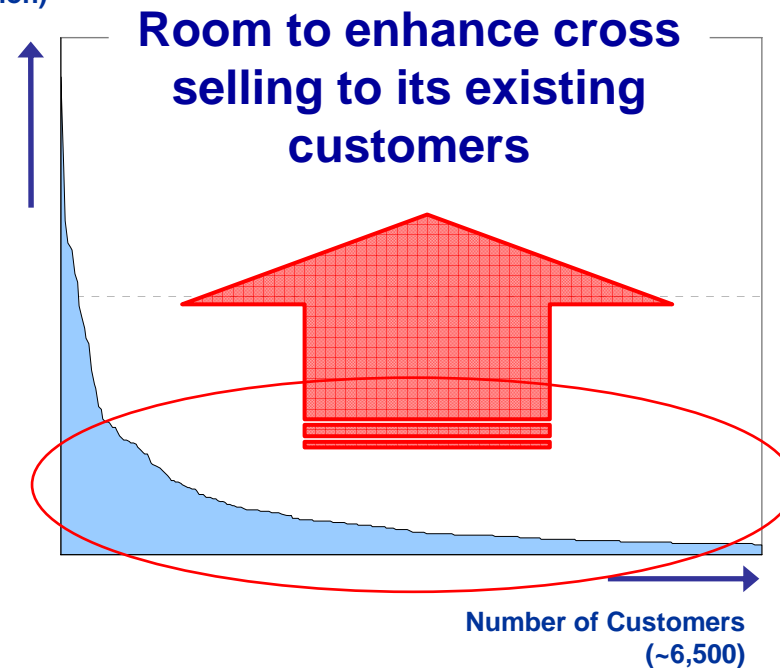 Room to enhance cross
selling to its existing
customers
Number of Customers
(~6,500)